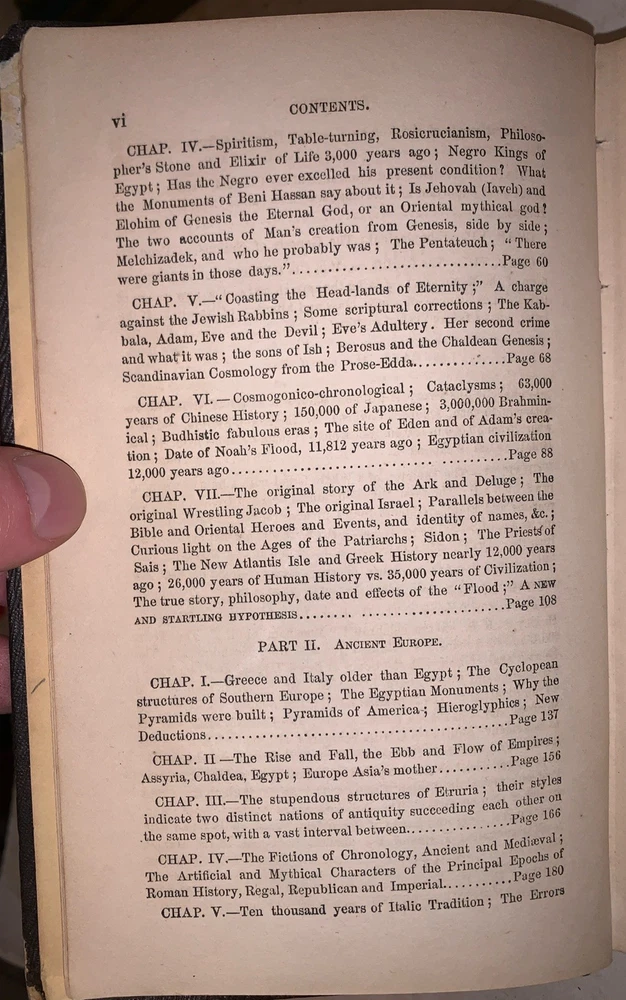 vi
CONTENTS.
CHAP. IV.—Spiritism, Table-turning, Rosicrucianism, Philoso-
pher's Stone and Elixir of Life 3,000 years ago; Negro Kings of
Egypt; Has the Negro ever excelled his present condition? What
the Monuments of Beni Hassan say about it; Is Jehovah (Iaveh) and
Elohim of Genesis the Eternal God, or an Oriental mythical god?
The two accounts of Man's creation from Genesis, side by side;
Melchizadek, and who he probably was; The Pentateuch; "There
were giants in those days."..............................Page 60
CHAP. V.—"Coasting the Head-lands of Eternity;" A charge
against the Jewish Rabbins; Some scriptural corrections; The Kab-
bala, Adam, Eve and the Devil; Eve's Adultery. Her second crime
and what it was; the sons of Ish; Berosus and the Chaldean Genesis;
Scandinavian Cosmology from the Prose-Edda.............Page 68
CHAP. VI.—Cosmogonico-chronological; Cataclysms; 63,000
years of Chinese History; 150,000 of Japanese; 3,000,000 Brahmin-
ical; Budhistic fabulous eras; The site of Eden and of Adam's crea-
tion; Date of Noah's Flood, 11,812 years ago; Egyptian civilization
12,000 years ago.......................................Page 88
CHAP. VII.—The original story of the Ark and Deluge; The
original Wrestling Jacob; The original Israel; Parallels between the
Bible and Oriental Heroes and Events, and identity of names, &c.;
Curious light on the Ages of the Patriarchs; Sidon; The Priests of
Sais; The New Atlantis Isle and Greek History nearly 12,000 years
ago; 26,000 years of Human History vs. 35,000 years of Civilization;
The true story, philosophy, date and effects of the "Flood;" A NEW
AND STARTLING HYPOTHESIS.............................Page 108
PART II. ANCIENT EUROPE.
CHAP. I.—Greece and Italy older than Egypt; The Cyclopean
structures of Southern Europe; The Egyptian Monuments; Why the
Pyramids were built; Pyramids of America; Hieroglyphics; New
Deductions...........................................Page 137
CHAP. II—The Rise and Fall, the Ebb and Flow of Empires;
Assyria, Chaldea, Egypt; Europe Asia's mother..........Page 156
CHAP. III.—The stupendous structures of Etruria; their styles
indicate two distinct nations of antiquity succeeding each other on
the same spot, with a vast interval between...............Page 166
CHAP. IV.—The Fictions of Chronology, Ancient and Mediæval;
The Artificial and Mythical Characters of the Principal Epochs of
Roman History, Regal, Republican and Imperial..........Page 180
CHAP. V.—Ten thousand years of Italic Tradition; The Errors